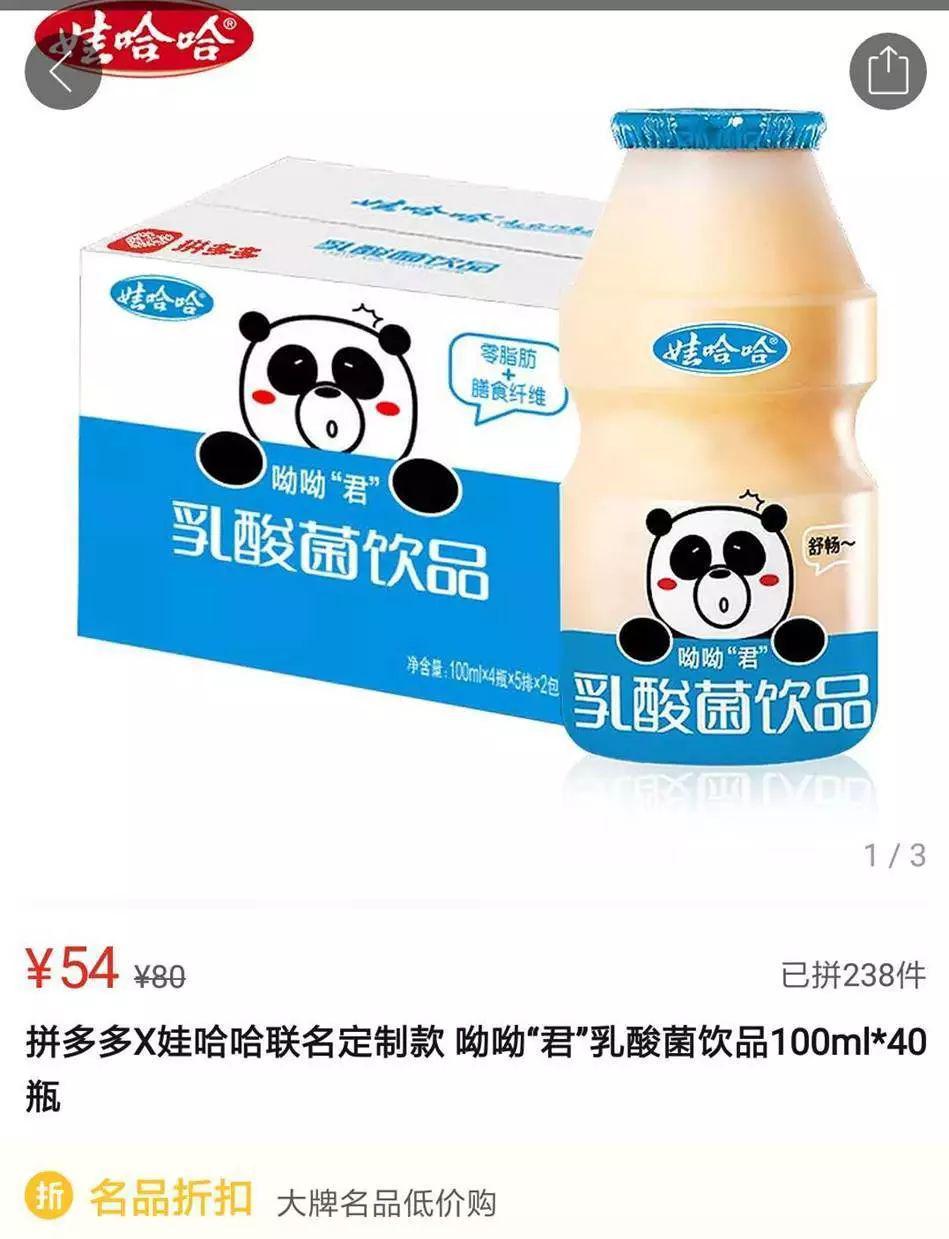 娃哈哈®
娃哈哈
乳酸菌饮品
拼多多
娃哈哈®
零脂肪
+
膳食纤维
呦呦“君”
乳酸菌饮品
净含量:100ml×4瓶×5排×2包
娃哈哈®
舒畅～
呦呦“君”
乳酸菌饮品
1 / 3
¥54 ¥80
已拼238件
拼多多X娃哈哈联名定制款 呦呦“君”乳酸菌饮品100ml*40
瓶
折 名品折扣 大牌名品低价购